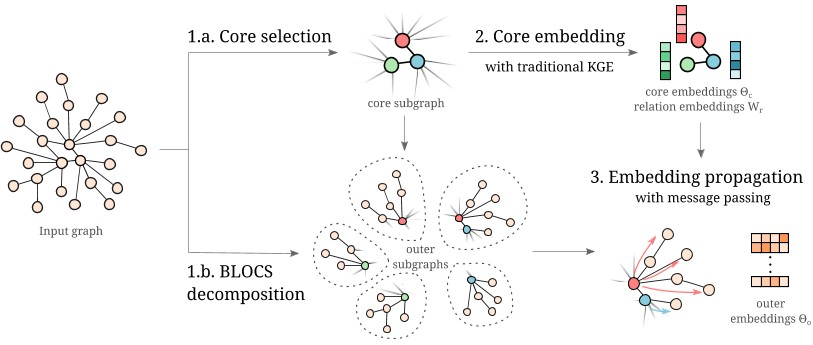 1.a. Core selection
2. Core embedding
with traditional KGE
core subgraph
core embeddings Θc
relation embeddings Wr
3. Embedding propagation
with message passing
Input graph
outer
subgraphs
1.b. BLOCS
decomposition
outer
embeddings Θo